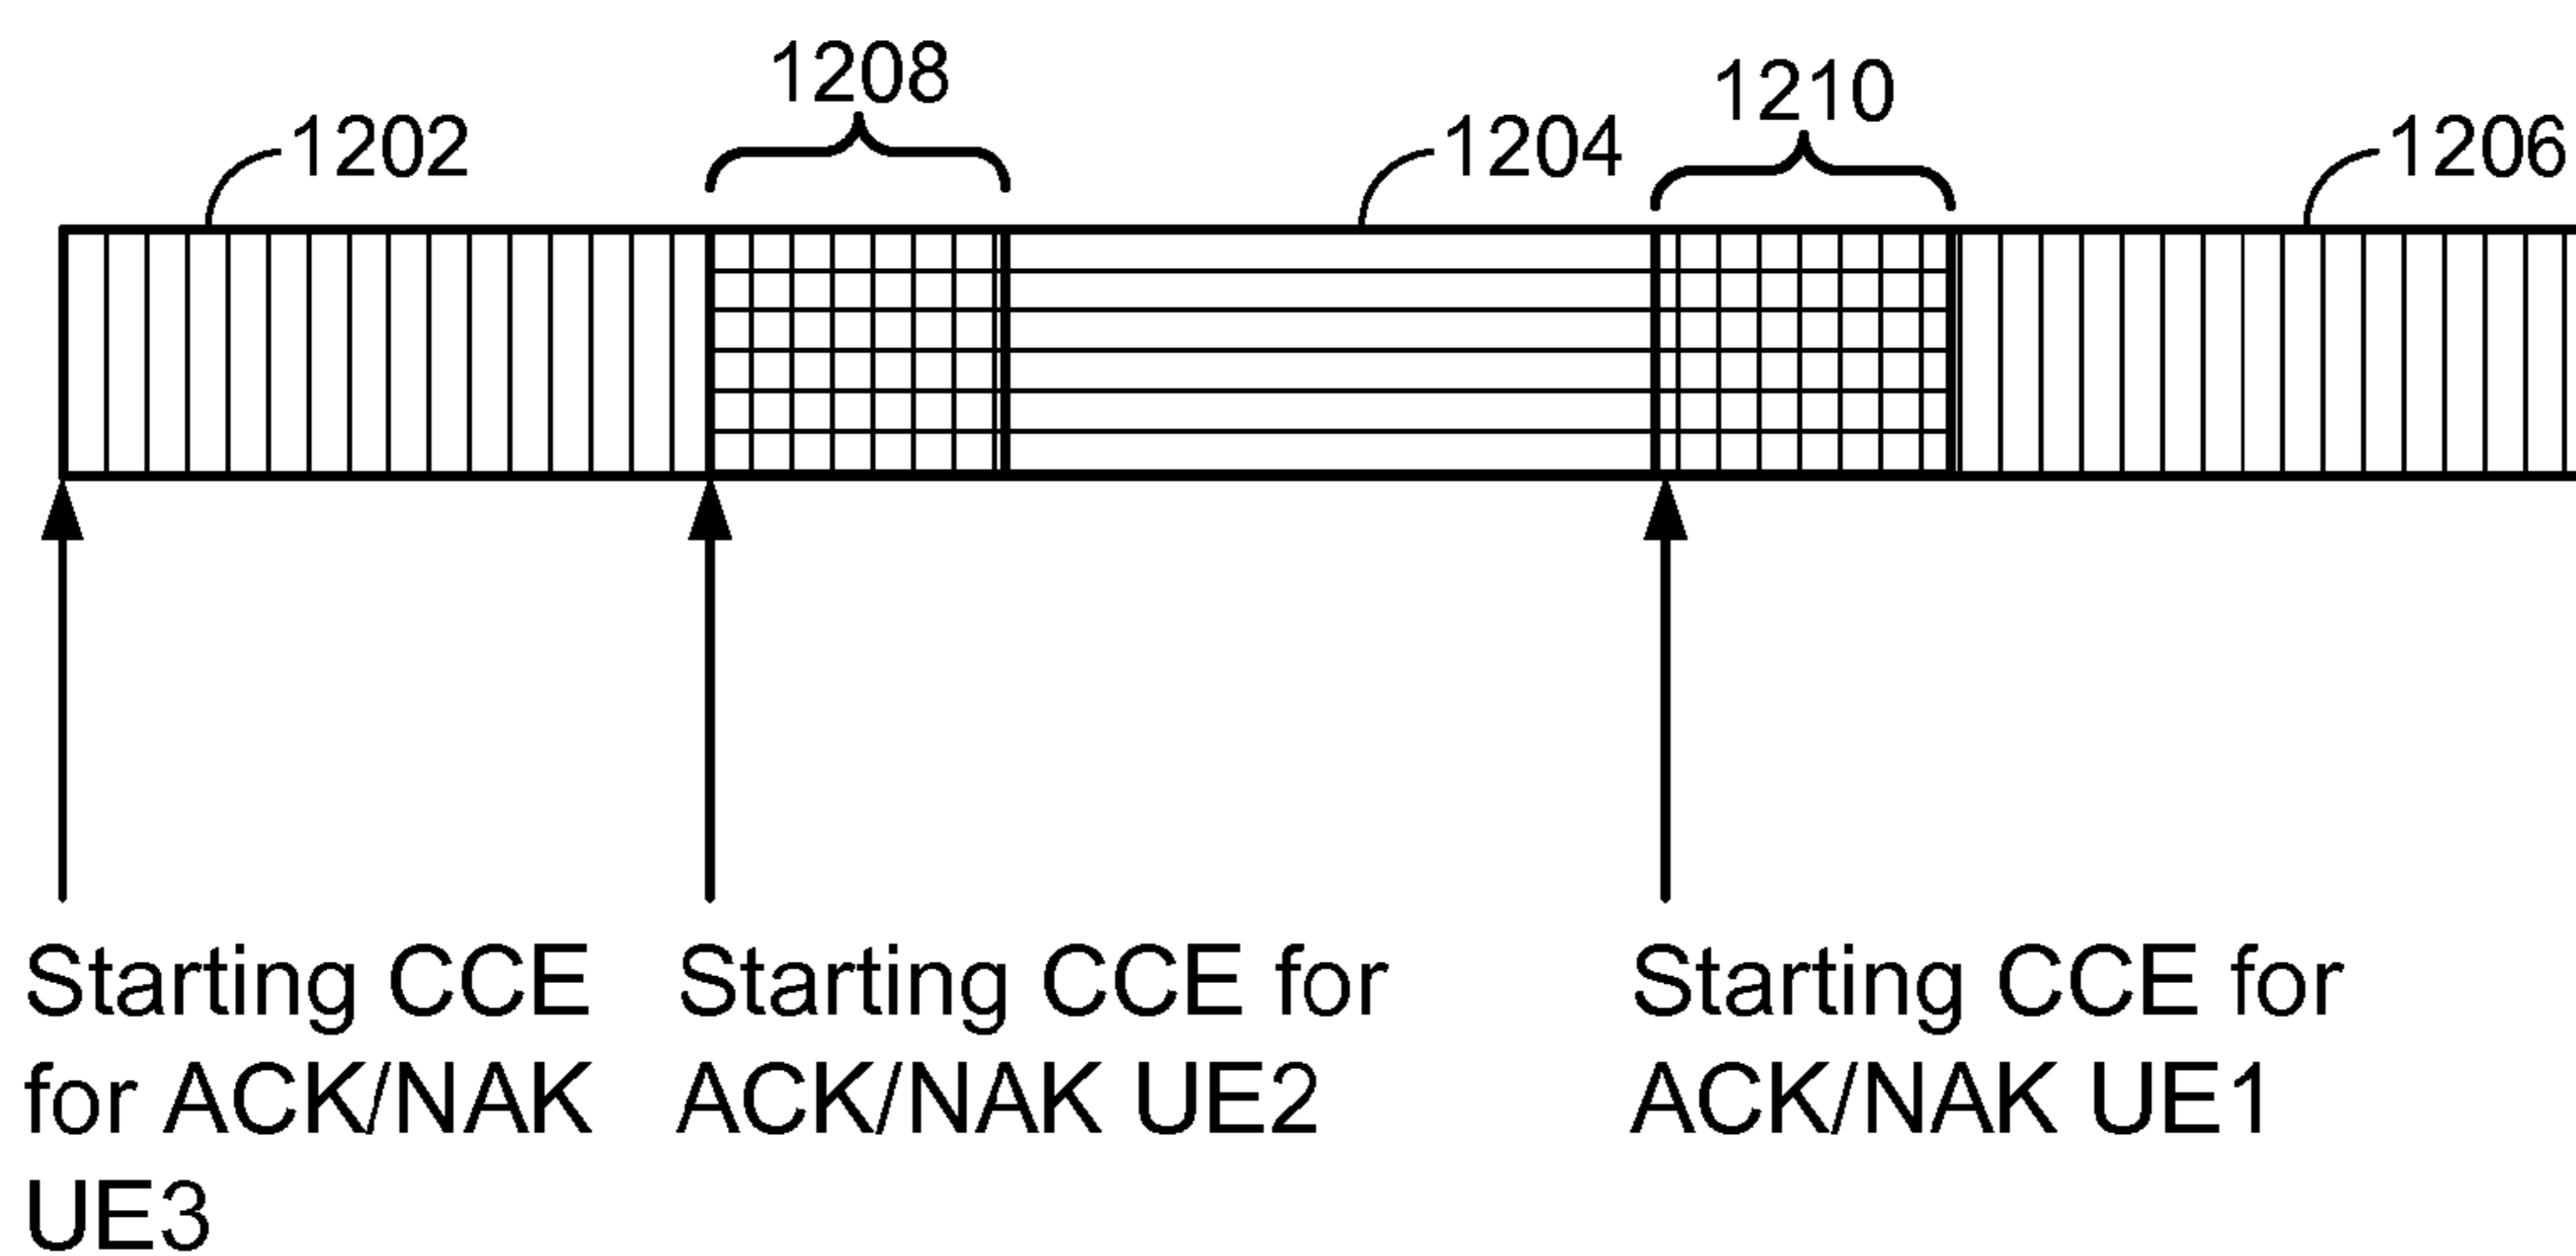 1208
1210
1202
1204
1206
Starting CCE
for ACK/NAK
UE3
Starting CCE for
ACK/NAK UE2
Starting CCE for
ACK/NAK UE1